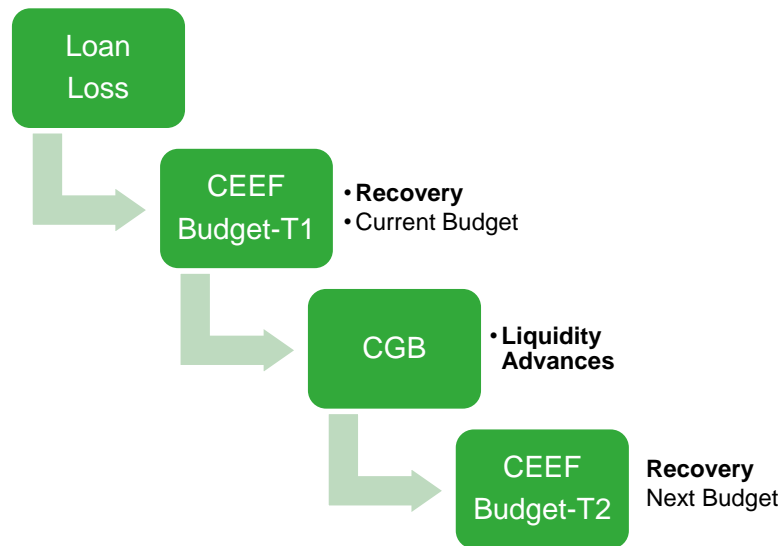 Loan
Loss
CEEF
Budget-T1
• Recovery
• Current Budget
CGB
• Liquidity
Advances
CEEF
Budget-T2
Recovery
Next Budget